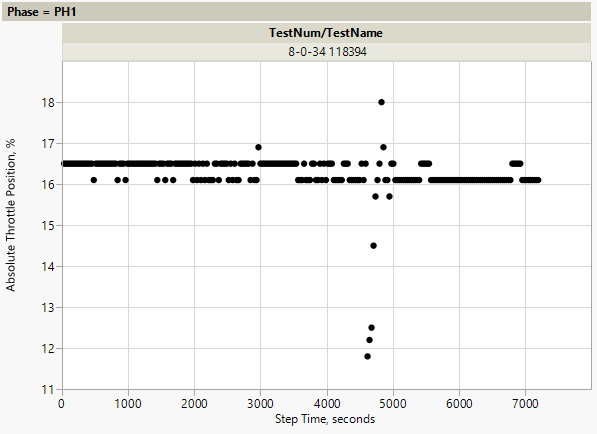 Phase = PH1
TestNum/TestName
8-0-34 118394
Absolute Throttle Position, %
18
17
16
15
14
13
12
11
0 1000 2000 3000 4000 5000 6000 7000
Step Time, seconds